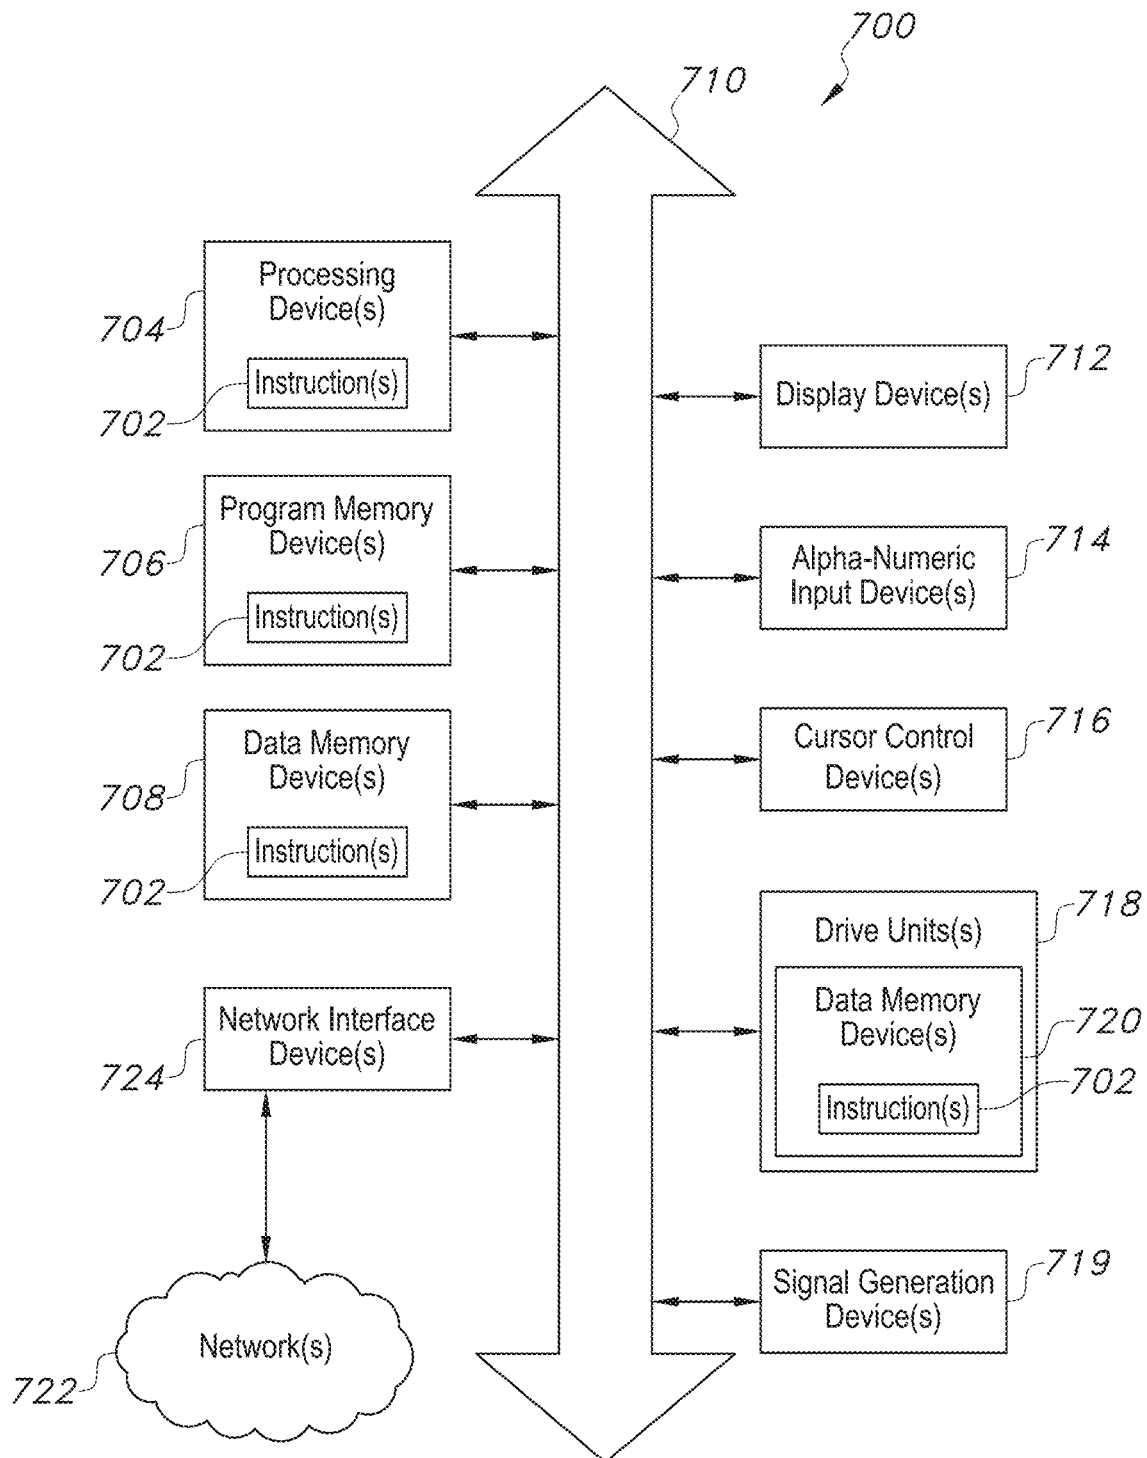 700
710
Processing
Device(s)
704
Instruction(s)
702
Program Memory
Device(s)
706
Instruction(s)
702
Data Memory
Device(s)
708
Instruction(s)
702
Network Interface
Device(s)
724
Network(s)
722
712
Display Device(s)
714
Alpha-Numeric
Input Device(s)
716
Cursor Control
Device(s)
718
Drive Units(s)
Data Memory
Device(s)
720
702
Instruction(s)
719
Signal Generation
Device(s)